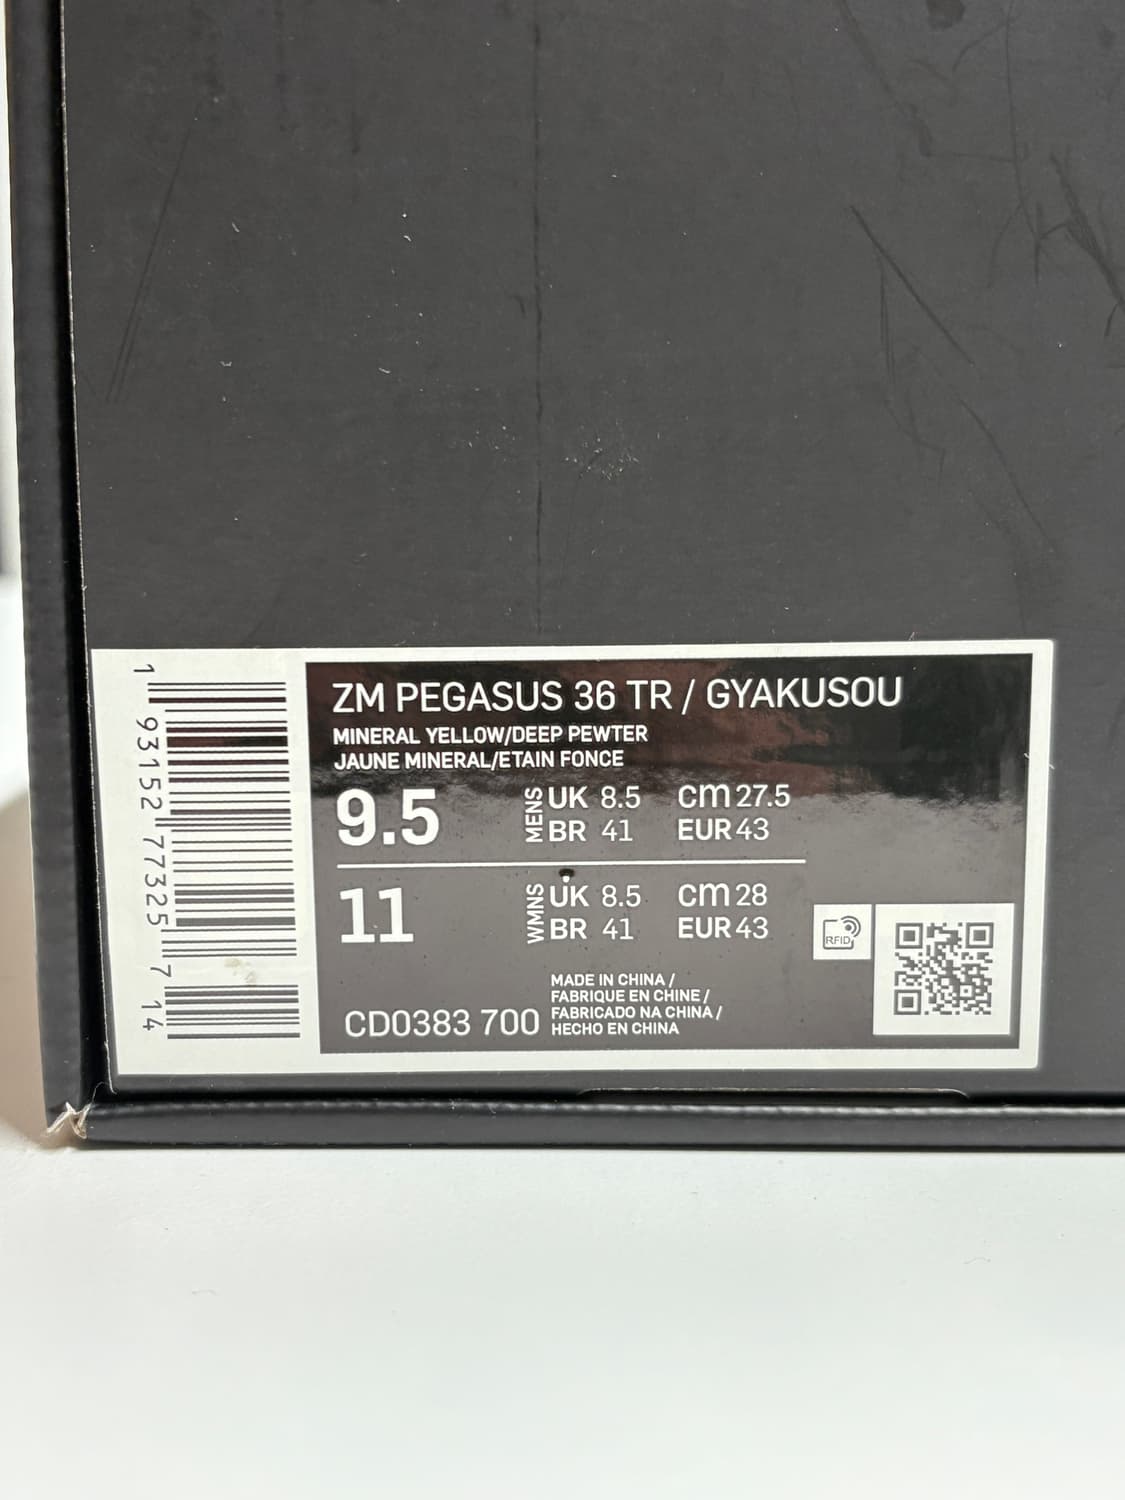 ZM PEGASUS 36 TR / GYAKUSOU
MINERAL YELLOW/DEEP PEWTER
JAUNE MINERAL/ETAIN FONCE
9.5 MENS UK 8.5 cm 27.5
BR 41 EUR 43
11 WMNS UK 8.5 cm 28
BR 41 EUR 43
RFID
CD0383 700
MADE IN CHINA /
FABRIQUE EN CHINE /
FABRICADO NA CHINA /
HECHO EN CHINA
1 93152 77325 7 14